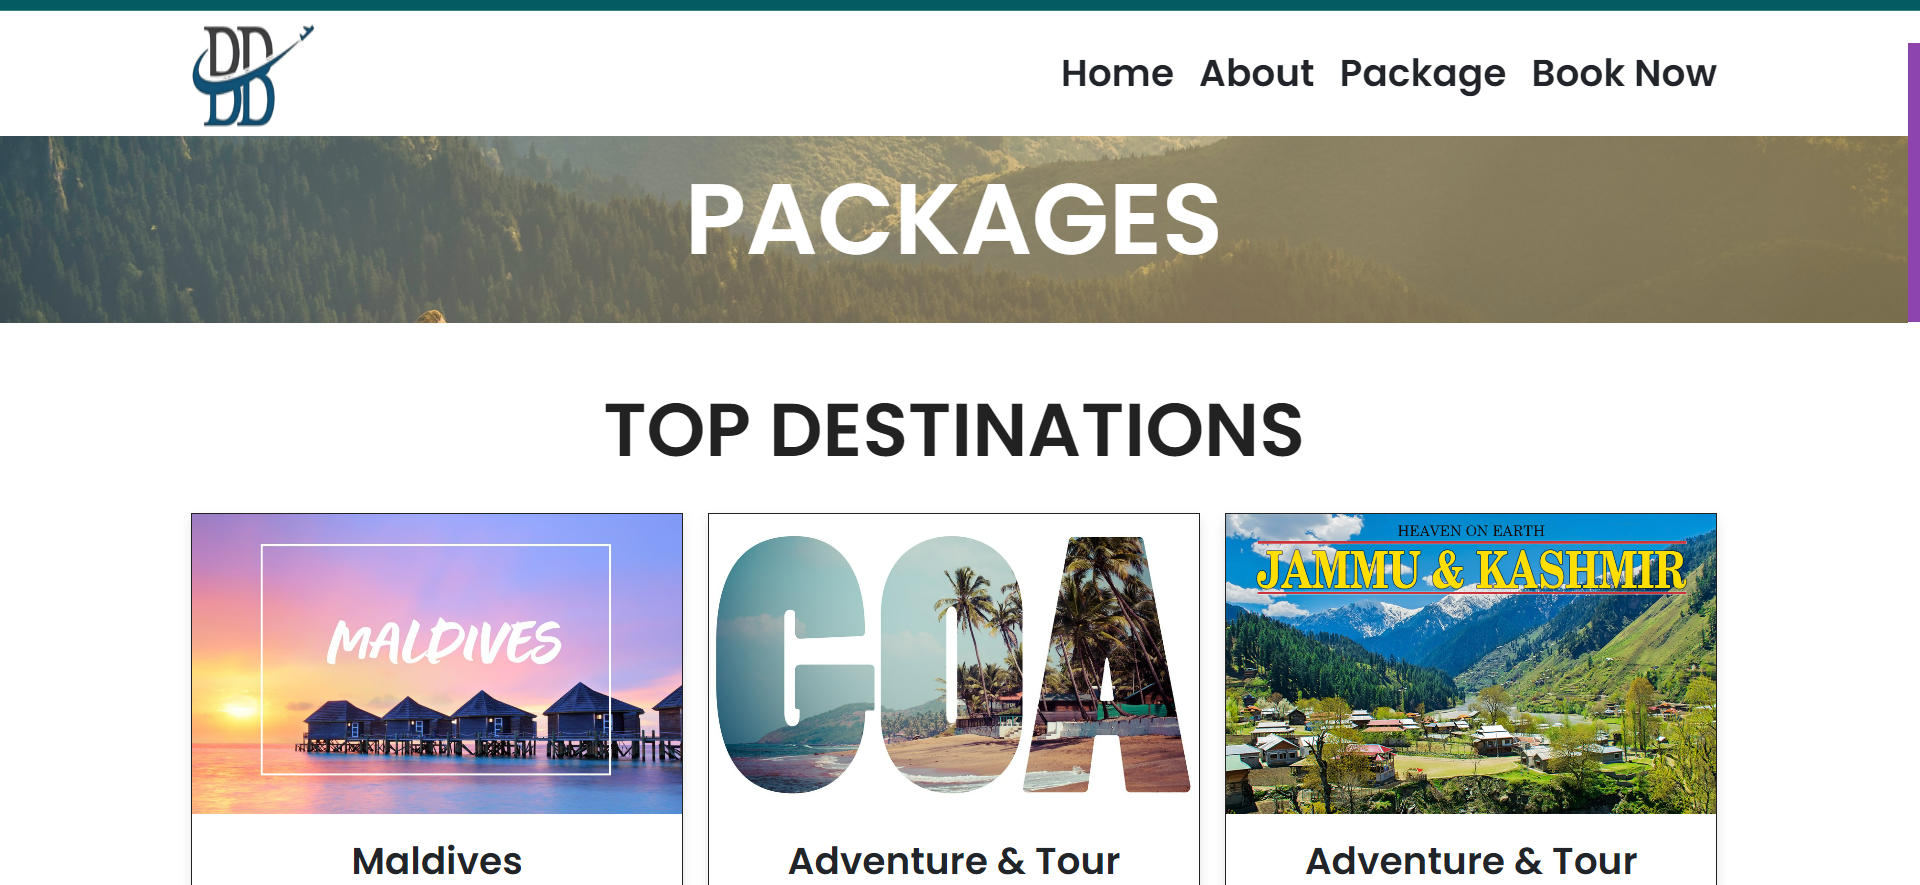 DD
DD
Home About Package Book Now
PACKAGES
TOP DESTINATIONS
MALDIVES
GOA
HEAVEN ON EARTH
JAMMU & KASHMIR
Maldives
Adventure & Tour
Adventure & Tour